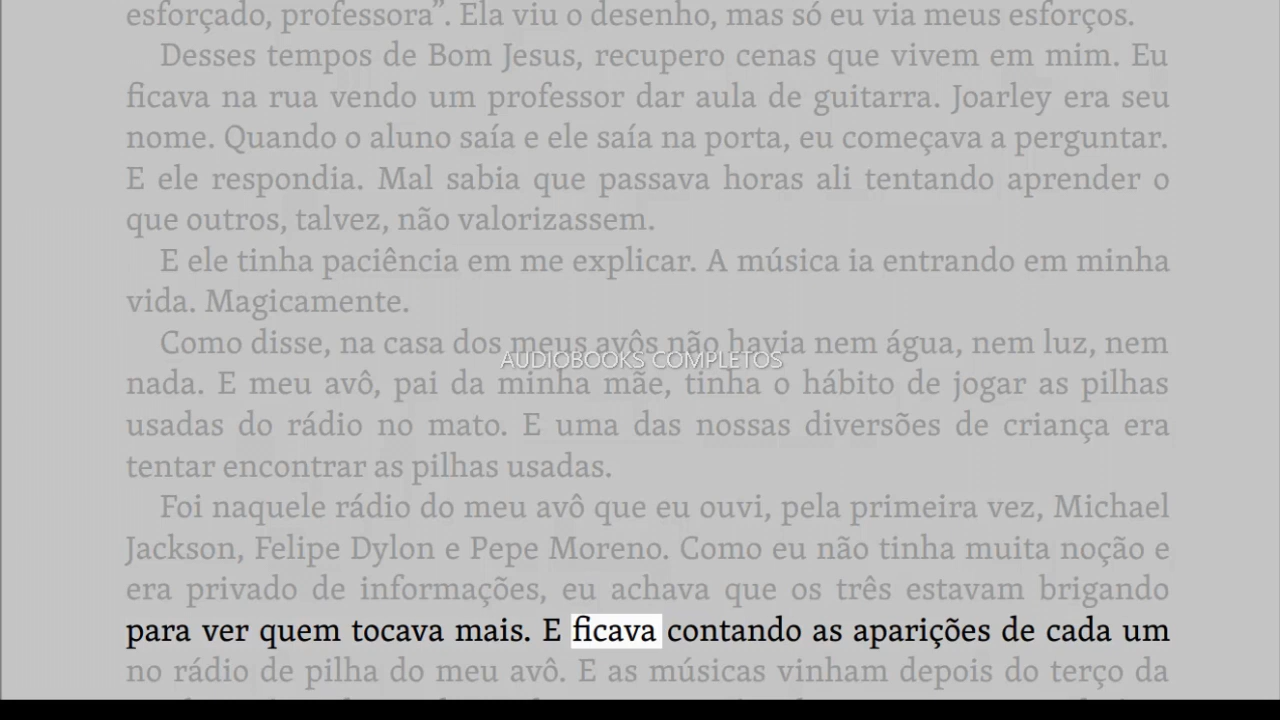 esforçado, professora”. Ela viu o desenho, mas só eu via meus esforços.
Desses tempos de Bom Jesus, recupero cenas que vivem em mim. Eu
ficava na rua vendo um professor dar aula de guitarra. Joarley era seu
nome. Quando o aluno saía e ele saía na porta, eu começava a perguntar.
E ele respondia. Mal sabia que passava horas ali tentando aprender o
que outros, talvez, não valorizassem.
E ele tinha paciência em me explicar. A música ia entrando em minha
vida. Magicamente.
Como disse, na casa dos meus avôs não havia nem água, nem luz, nem
AUDIOBOOKS COMPLETOS
nada. E meu avô, pai da minha mãe, tinha o hábito de jogar as pilhas
usadas do rádio no mato. E uma das nossas diversões de criança era
tentar encontrar as pilhas usadas.
Foi naquele rádio do meu avô que eu ouvi, pela primeira vez, Michael
Jackson, Felipe Dylon e Pepe Moreno. Como eu não tinha muita noção e
era privado de informações, eu achava que os três estavam brigando
para ver quem tocava mais. E ficava contando as aparições de cada um
no rádio de pilha do meu avô. E as músicas vinham depois do terço da